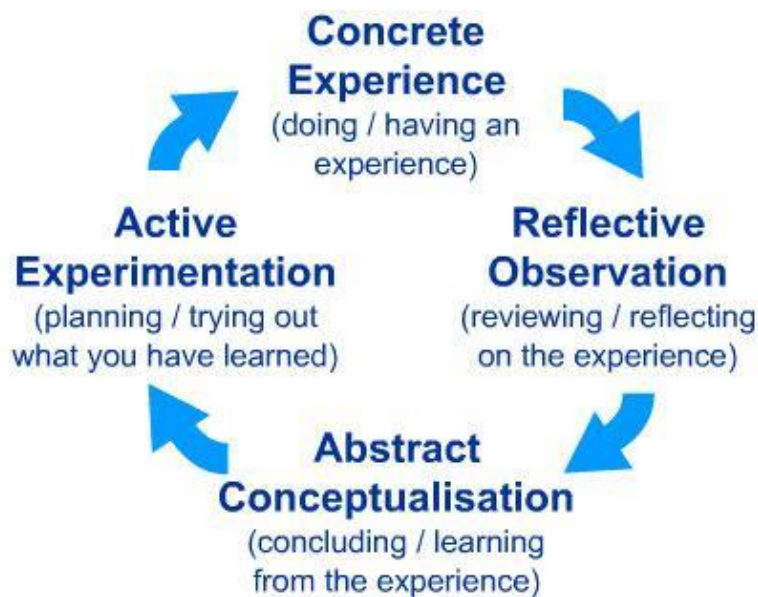 Concrete
Experience
(doing / having an
experience)
Reflective
Observation
(reviewing / reflecting
on the experience)
Abstract
Conceptualisation
(concluding / learning
from the experience)
Active
Experimentation
(planning / trying out
what you have learned)